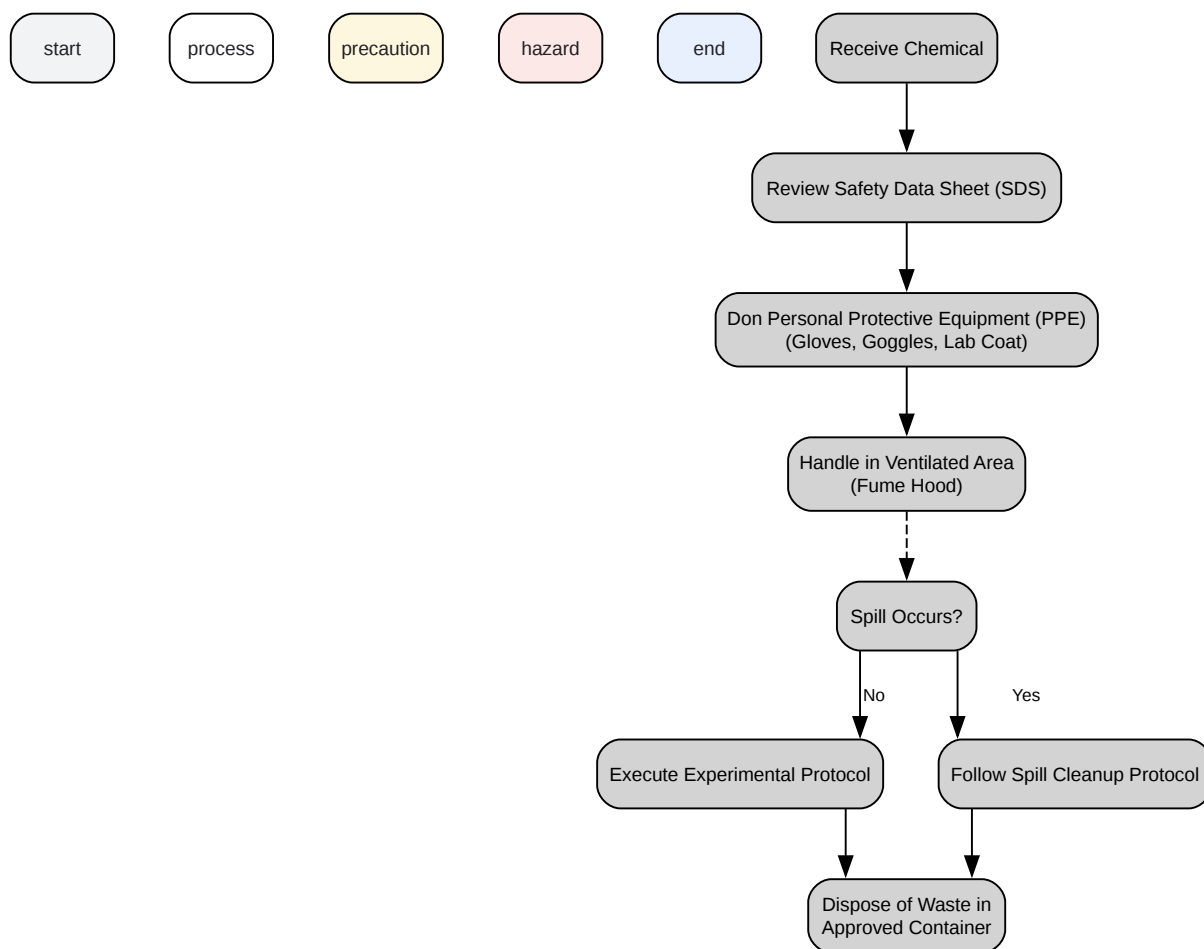 start
process
precaution
hazard
end
Receive Chemical
Review Safety Data Sheet (SDS)
Don Personal Protective Equipment (PPE)
(Gloves, Goggles, Lab Coat)
Handle in Ventilated Area
(Fume Hood)
Spill Occurs?
No
Yes
Execute Experimental Protocol
Follow Spill Cleanup Protocol
Dispose of Waste in
Approved Container